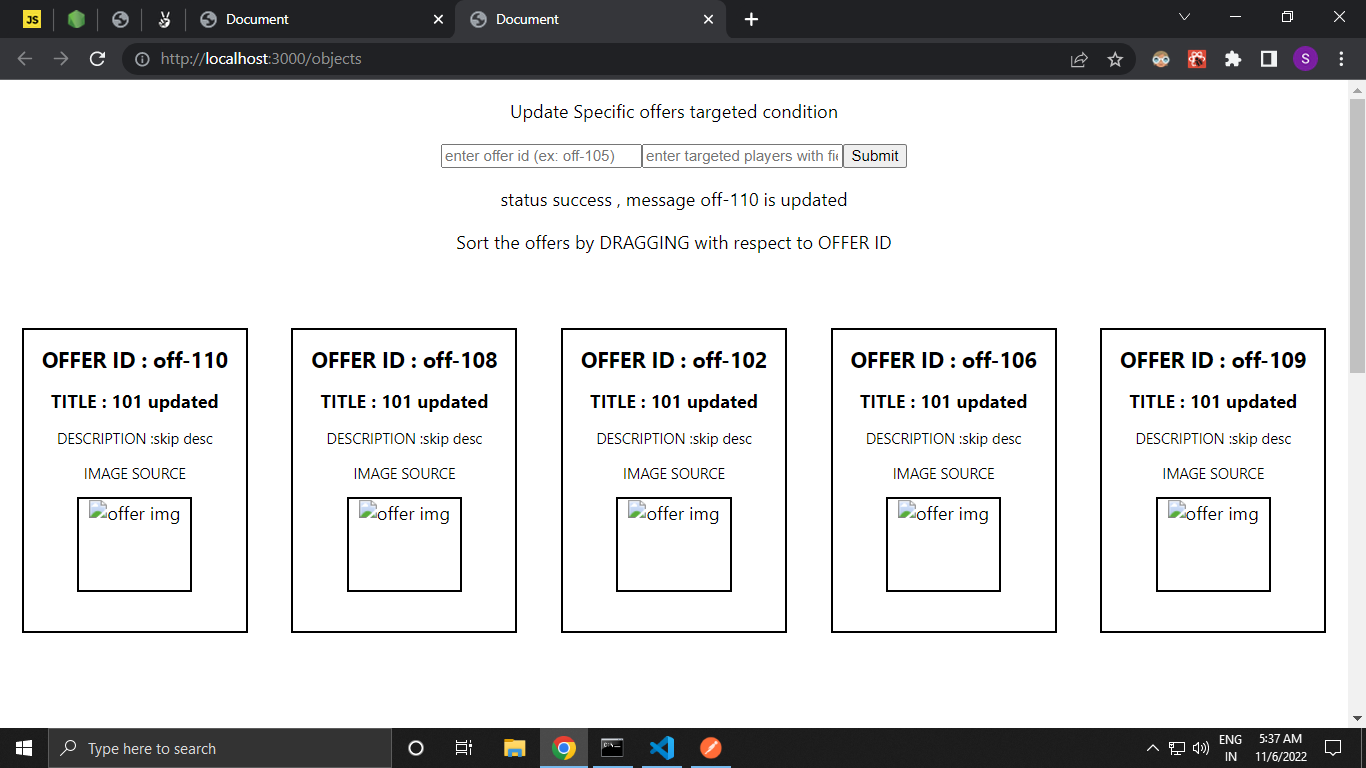 JS Document Document
http://localhost:3000/objects S
Update Specific offers targeted condition
enter offer id (ex: off-105) enter targeted players with fie Submit
status success , message off-110 is updated
Sort the offers by DRAGGING with respect to OFFER ID
OFFER ID : off-110 OFFER ID : off-108 OFFER ID : off-102 OFFER ID : off-106 OFFER ID : off-109
TITLE : 101 updated TITLE : 101 updated TITLE : 101 updated TITLE : 101 updated TITLE : 101 updated
DESCRIPTION :skip desc DESCRIPTION :skip desc DESCRIPTION :skip desc DESCRIPTION :skip desc DESCRIPTION :skip desc
IMAGE SOURCE IMAGE SOURCE IMAGE SOURCE IMAGE SOURCE IMAGE SOURCE
offer img offer img offer img offer img offer img
Type here to search ENG 5:37 AM
IN 11/6/2022